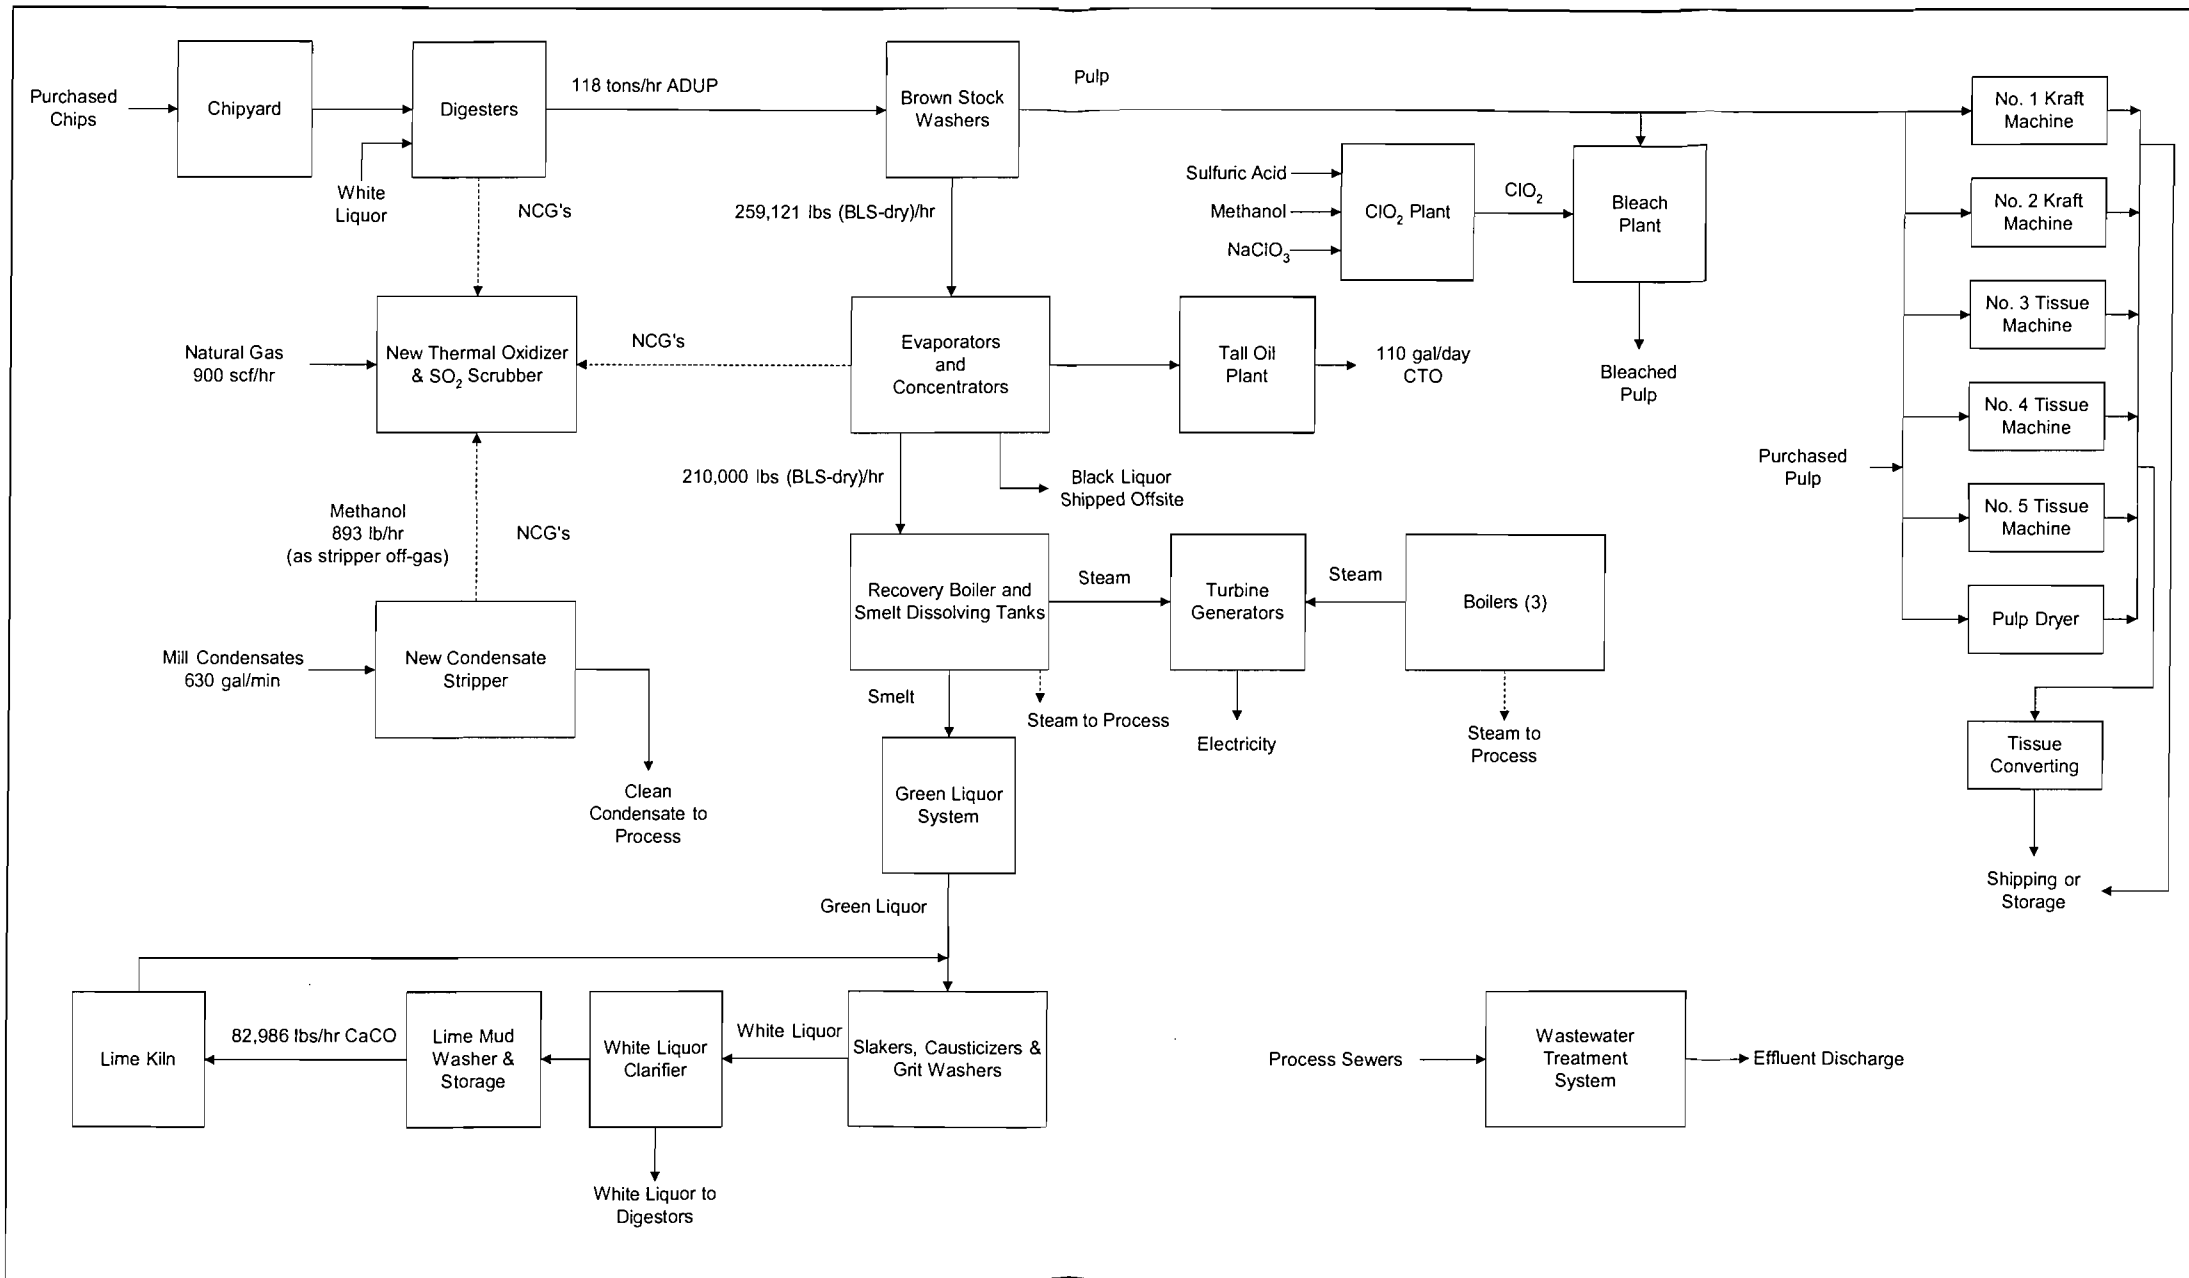 Purchased
Chips
Chipyard
Digesters
118 tons/hr ADUP
Brown Stock
Washers
Pulp
White
Liquor
NCG's
259,121 lbs (BLS-dry)/hr
Sulfuric Acid
Methanol
NaClO3
ClO2 Plant
ClO2
Bleach
Plant
Bleached
Pulp
No. 1 Kraft
Machine
No. 2 Kraft
Machine
No. 3 Tissue
Machine
No. 4 Tissue
Machine
No. 5 Tissue
Machine
Pulp Dryer
Purchased
Pulp
Tissue
Converting
Shipping or
Storage
Natural Gas
900 scf/hr
New Thermal Oxidizer
& SO2 Scrubber
NCG's
Evaporators
and
Concentrators
Tall Oil
Plant
110 gal/day
CTO
210,000 lbs (BLS-dry)/hr
Black Liquor
Shipped Offsite
Methanol
893 lb/hr
(as stripper off-gas)
NCG's
Mill Condensates
630 gal/min
New Condensate
Stripper
Clean
Condensate to
Process
Recovery Boiler and
Smelt Dissolving Tanks
Steam
Turbine
Generators
Steam
Boilers (3)
Smelt
Steam to Process
Electricity
Steam to
Process
Green Liquor
System
Green Liquor
Lime Kiln
82,986 lbs/hr CaCO
Lime Mud
Washer &
Storage
White Liquor
Clarifier
White Liquor
Slakers, Causticizers &
Grit Washers
White Liquor to
Digestors
Process Sewers
Wastewater
Treatment
System
Effluent Discharge